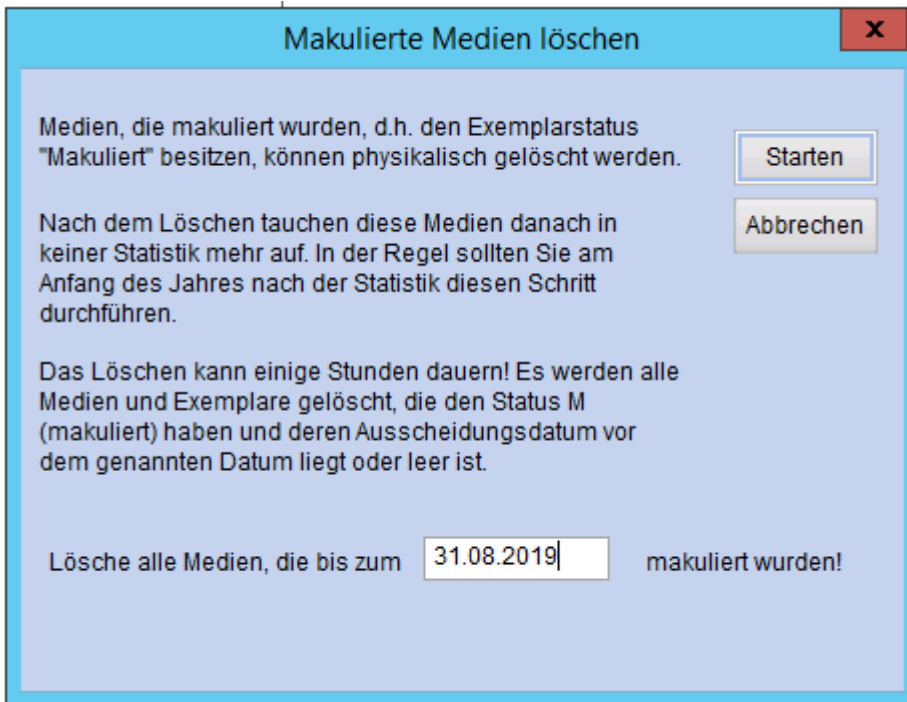 Makulierte Medien löschen
x
Medien, die makuliert wurden, d.h. den Exemplarstatus
"Makuliert" besitzen, können physikalisch gelöscht werden.
Starten
Abbrechen
Nach dem Löschen tauchen diese Medien danach in
keiner Statistik mehr auf. In der Regel sollten Sie am
Anfang des Jahres nach der Statistik diesen Schritt
durchführen.
Das Löschen kann einige Stunden dauern! Es werden alle
Medien und Exemplare gelöscht, die den Status M
(makuliert) haben und deren Ausscheidungsdatum vor
dem genannten Datum liegt oder leer ist.
Lösche alle Medien, die bis zum 31.08.2019 makuliert wurden!